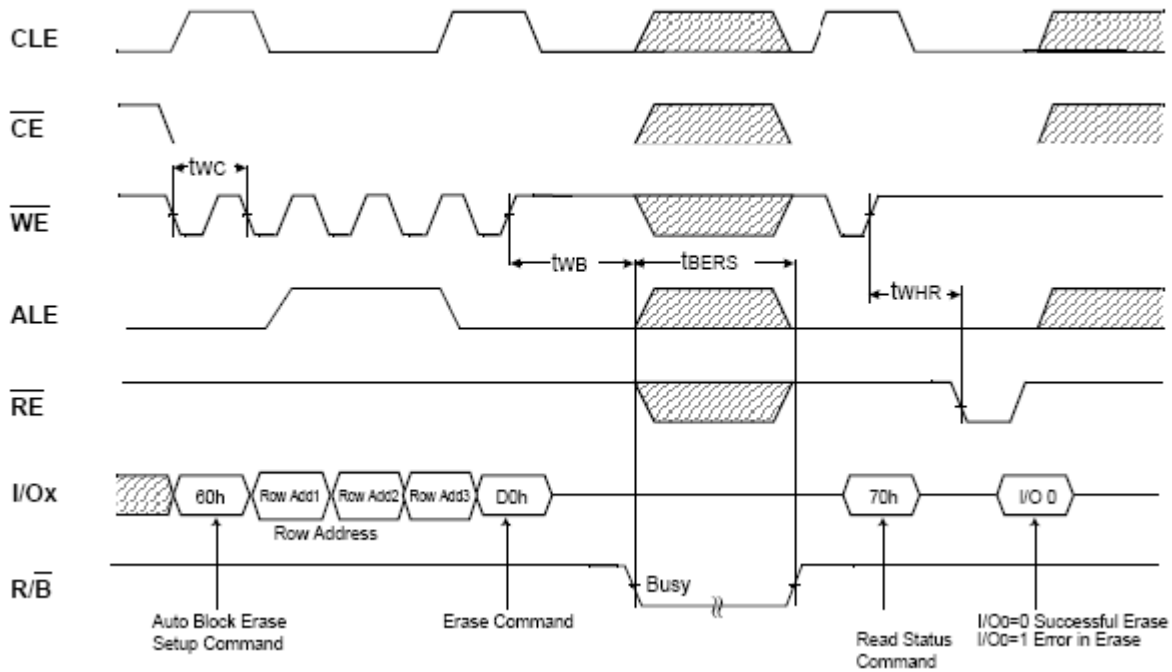 CLE
CE
tWC
WE
tWB
tBERS
tWHR
ALE
RE
I/Ox
60h
Row Add1
Row Add2
Row Add3
D0h
70h
I/O 0
Row Address
R/B
Busy
Auto Block Erase
Setup Command
Erase Command
Read Status
Command
I/O0=0 Successful Erase
I/O0=1 Error in Erase